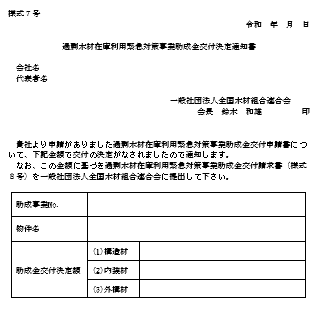 様式７号
令和　年　月　日
過剰木材在庫利用緊急対策事業助成金交付決定通知書
会社名
代表者名
一般社団法人全国木材組合連合会
会長　鈴木　和雄　　印
貴社より申請がありました過剰木材在庫利用緊急対策事業助成金交付申請書につ
いて、下記金額で交付の決定がなされましたので通知します。
なお、この金額に基づき過剰木材在庫利用緊急対策事業助成金交付請求書（様式
８号）を一般社団法人全国木材組合連合会に提出して下さい。
助成事業No.
物件名
助成金交付決定額
(1)構造材
(2)内装材
(3)外構材